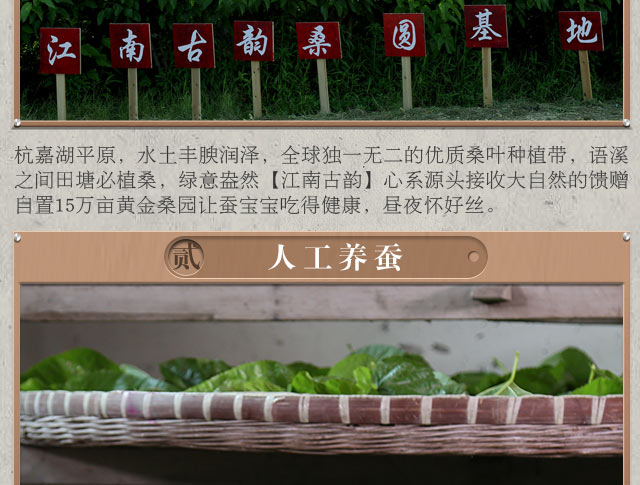 江南古韵桑圆基地
杭嘉湖平原，水土丰腴润泽，全球独一无二的优质桑叶种植带，语溪
之间田塘必植桑，绿意盎然【江南古韵】心系源头接收大自然的馈赠
自置15万亩黄金桑园让蚕宝宝吃得健康，昼夜怀好丝。
贰 人工养蚕